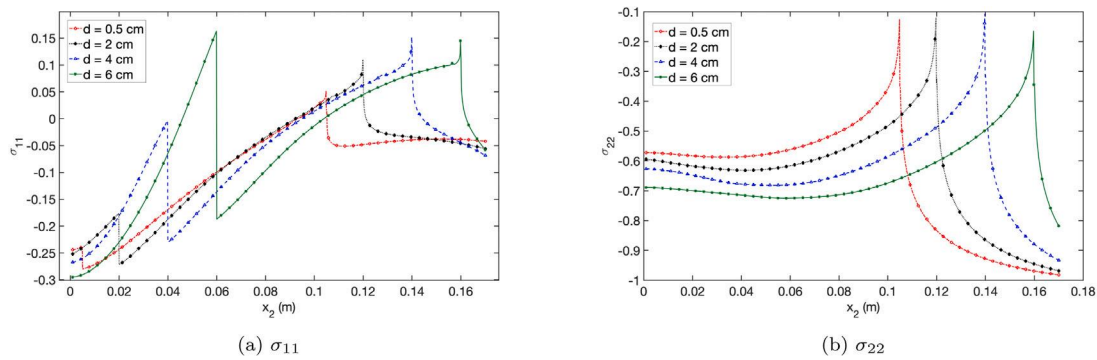 d = 0.5 cm
d = 2 cm
d = 4 cm
d = 6 cm
0.15
0.1
0.05
0
-0.05
-0.1
-0.15
-0.2
-0.25
-0.3
σ11
0 0.02 0.04 0.06 0.08 0.1 0.12 0.14 0.16
x2 (m)
(a) σ11
d = 0.5 cm
d = 2 cm
d = 4 cm
d = 6 cm
-0.1
-0.2
-0.3
-0.4
-0.5
-0.6
-0.7
-0.8
-0.9
-1
σ22
0 0.02 0.04 0.06 0.08 0.1 0.12 0.14 0.16 0.18
x2 (m)
(b) σ22